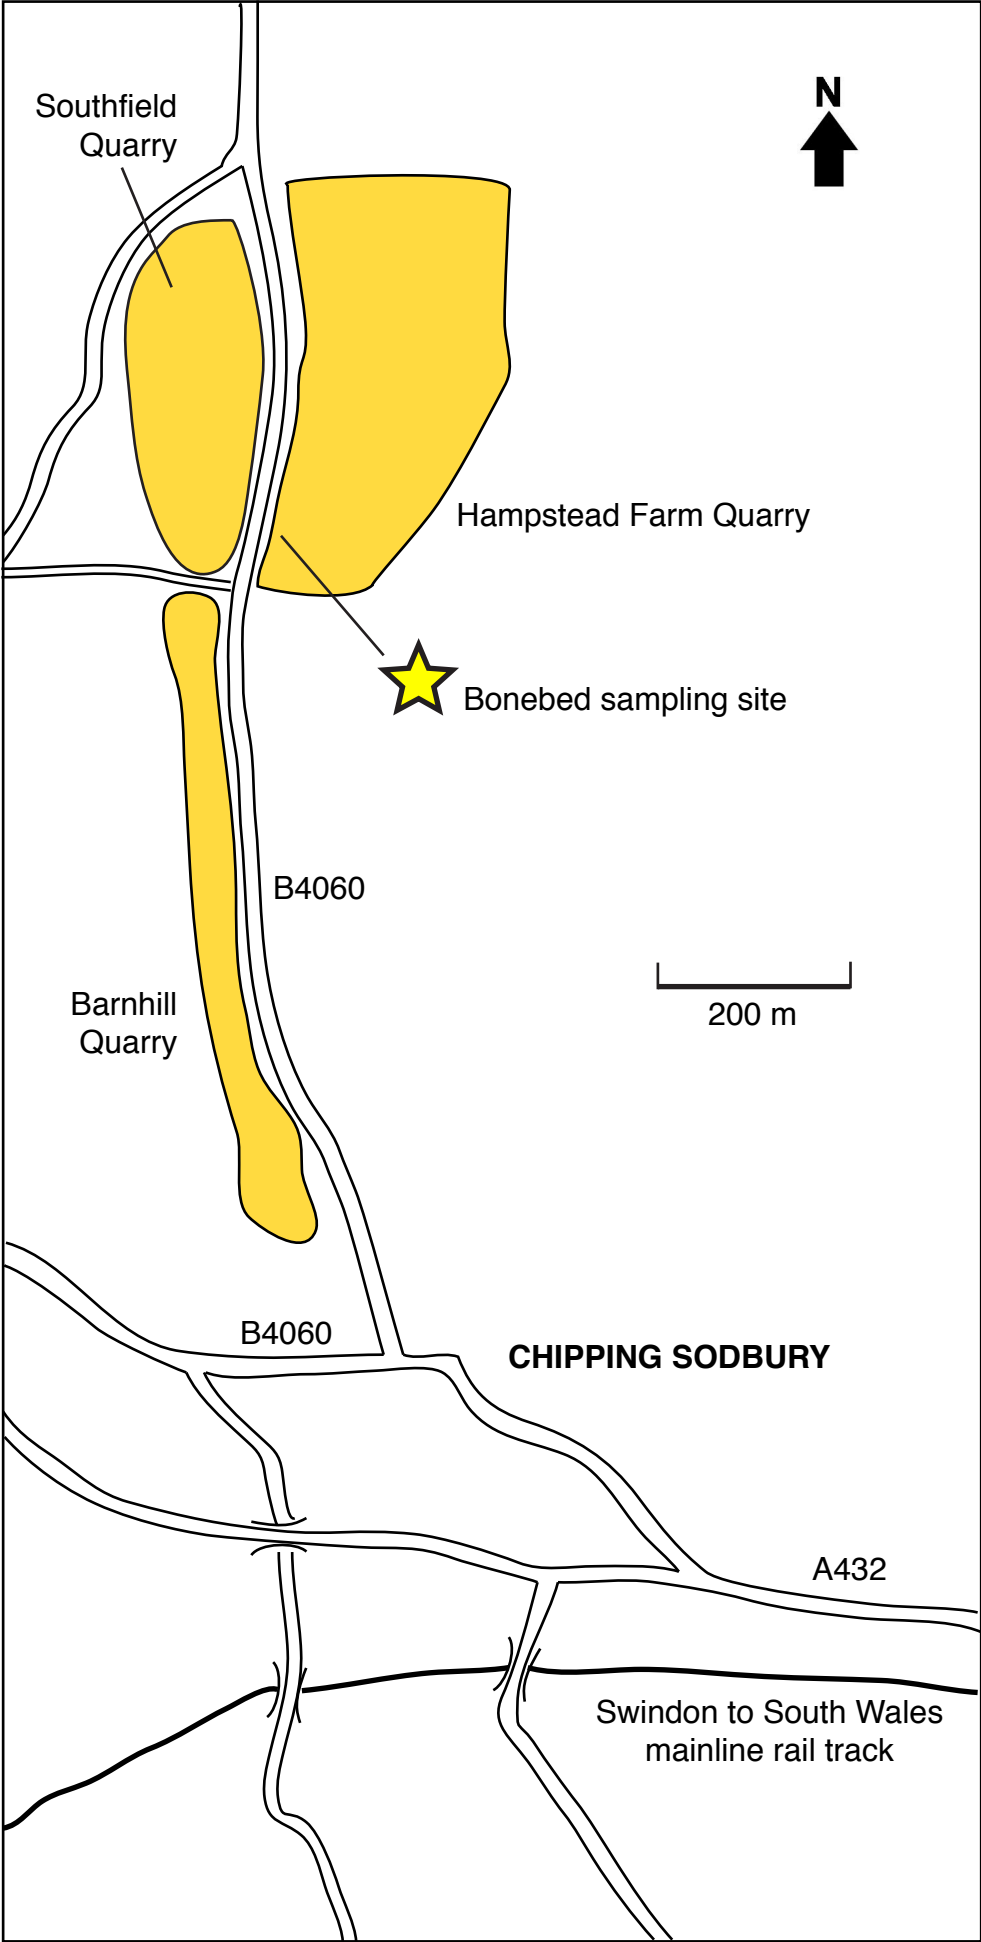 N
Southfield
Quarry
Hampstead Farm Quarry
Bonebed sampling site
B4060
Barnhill
Quarry
200 m
B4060
CHIPPING SODBURY
A432
Swindon to South Wales
mainline rail track